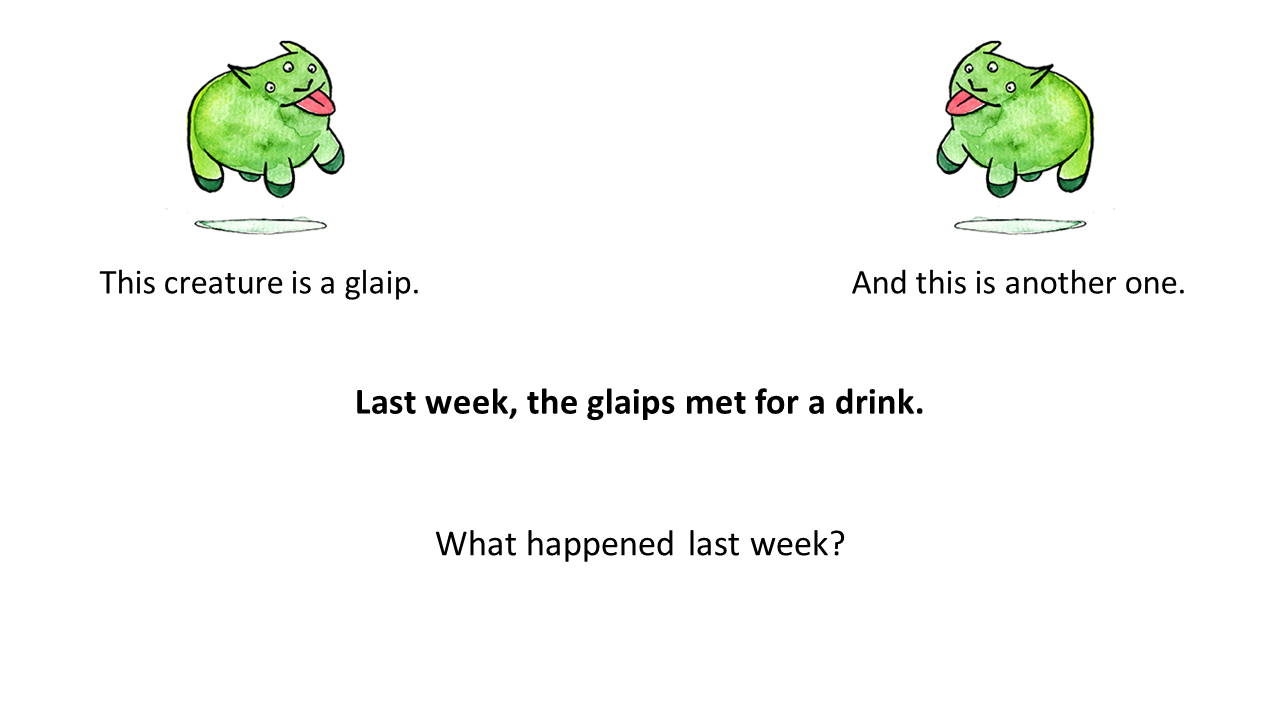 This creature is a glaip.
And this is another one.
Last week, the glaips met for a drink.
What happened last week?